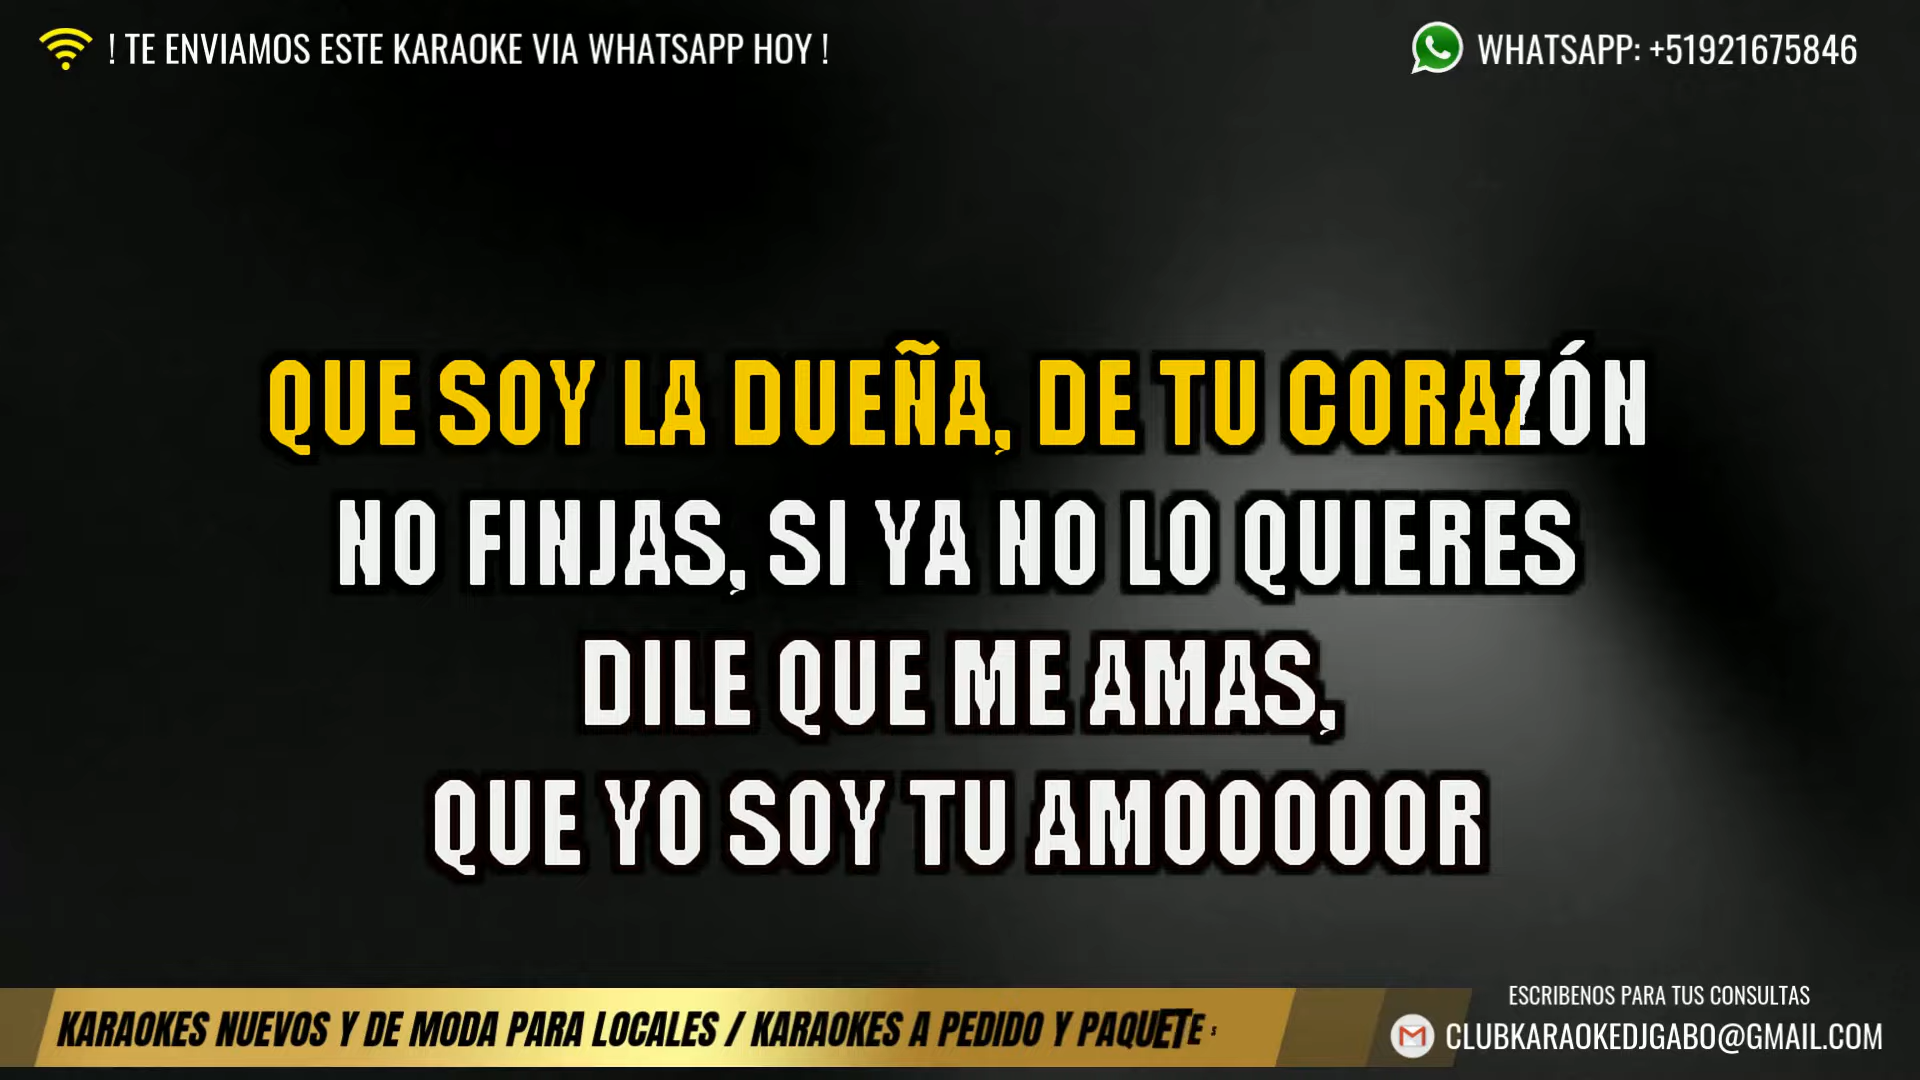 ! TE ENVIAMOS ESTE KARAOKE VIA WHATSAPP HOY !
WHATSAPP: +51921675846
QUE SOY LA DUEÑA, DE TU CORAZÓN
NO FINJAS, SI YA NO LO QUIERES
DILE QUE ME AMAS,
QUE YO SOY TU AMOOOOOR
KARAOKES NUEVOS Y DE MODA PARA LOCALES / KARAOKES A PEDIDO Y PAQUETES
ESCRIBENOS PARA TUS CONSULTAS
CLUBKARAOKEDJGABO@GMAIL.COM